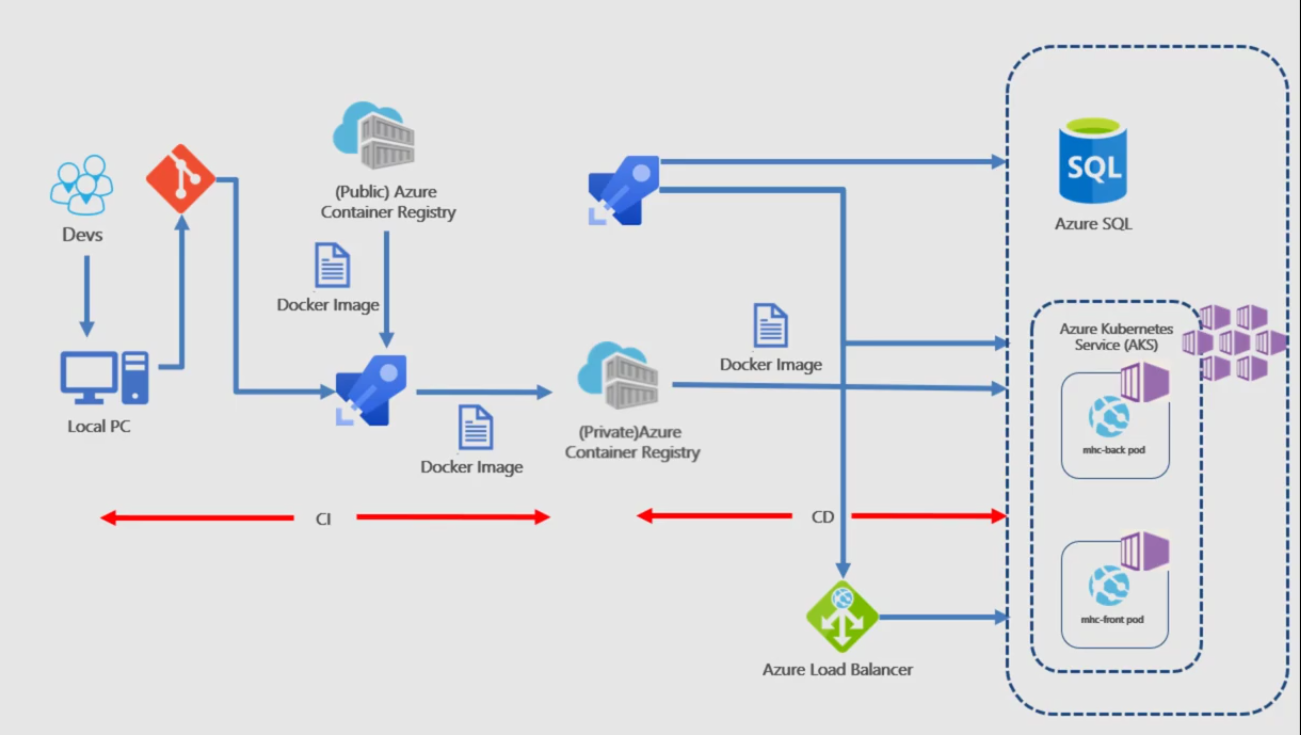 Devs
Local PC
(Public) Azure
Container Registry
Docker Image
Docker Image
(Private)Azure
Container Registry
Docker Image
CI
CD
Azure Load Balancer
SQL
Azure SQL
Azure Kubernetes
Service (AKS)
mhc-back pod
mhc-front pod